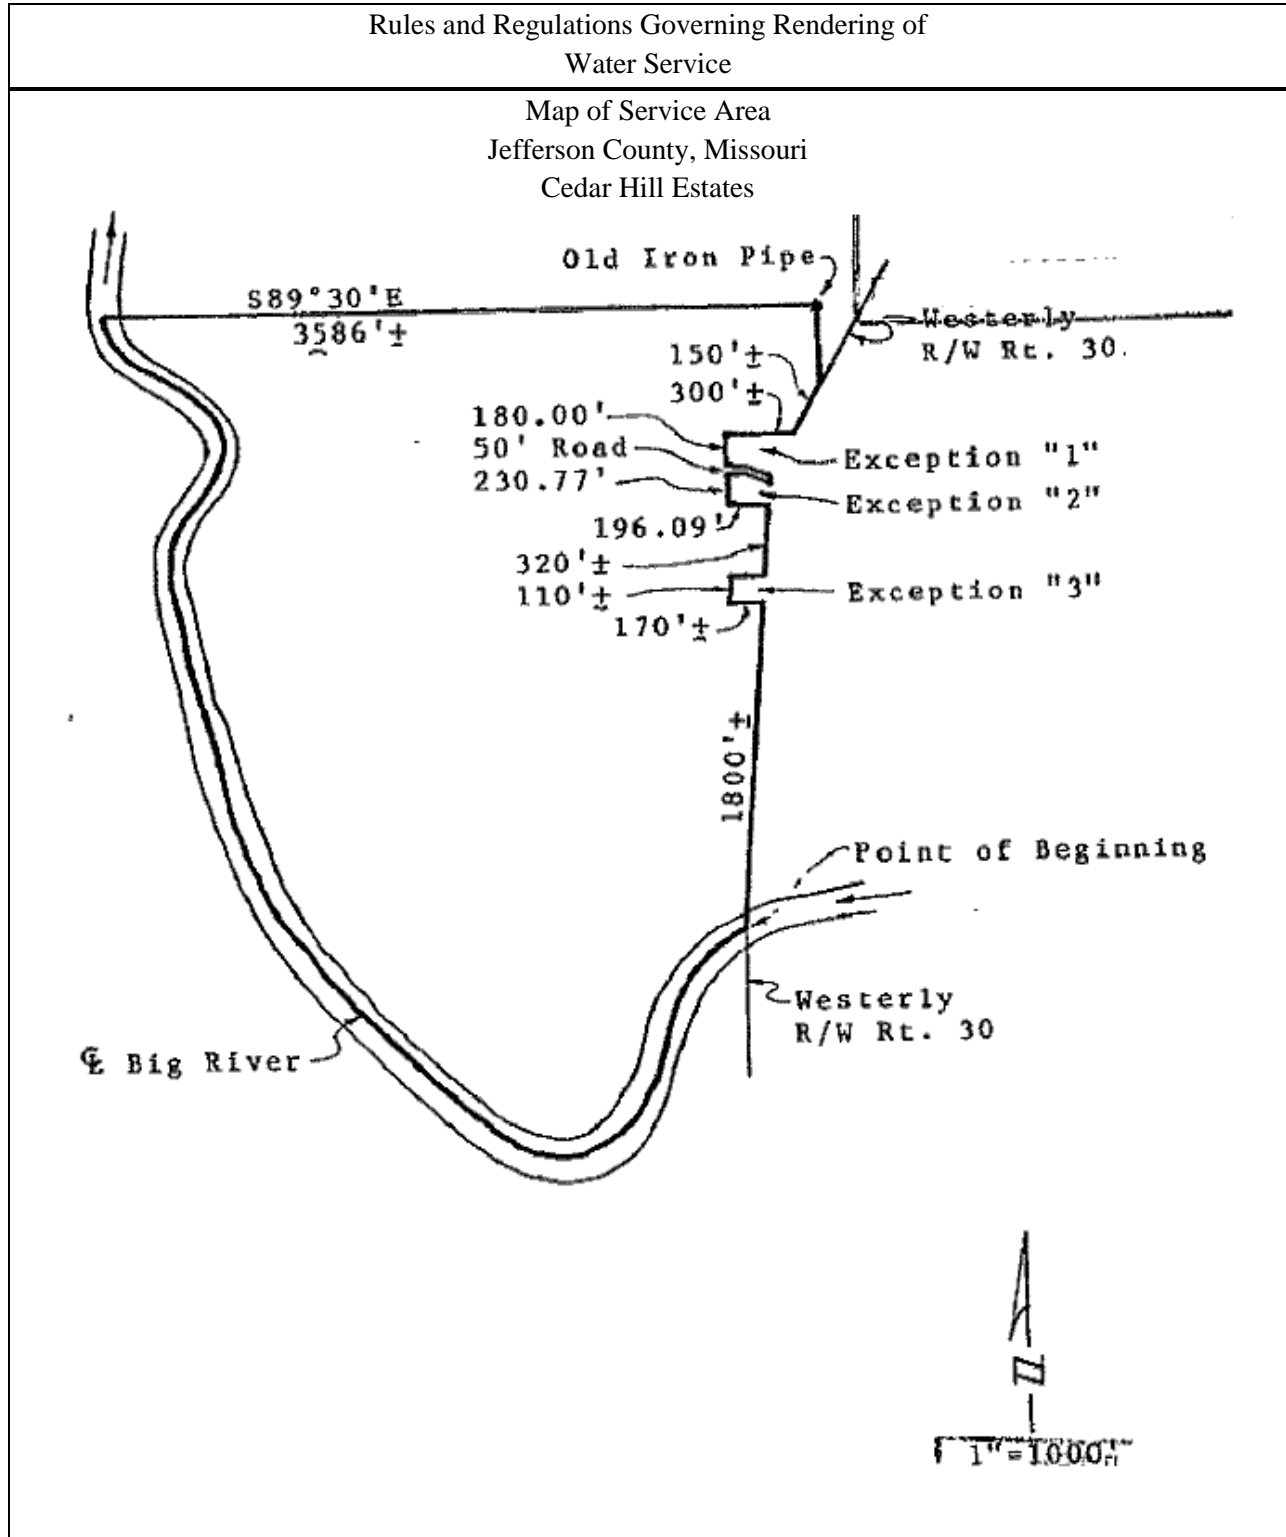 Rules and Regulations Governing Rendering of
Water Service
Map of Service Area
Jefferson County, Missouri
Cedar Hill Estates
Old Iron Pipe
S89°30'E
3586'±
Westerly
R/W Rt. 30.
150'±
300'±
180.00'
50' Road
230.77'
Exception "1"
Exception "2"
196.09'
320'±
110'±
Exception "3"
170'±
1800'±
Point of Beginning
Westerly
R/W Rt. 30
℄ Big River
N
1"=1000'